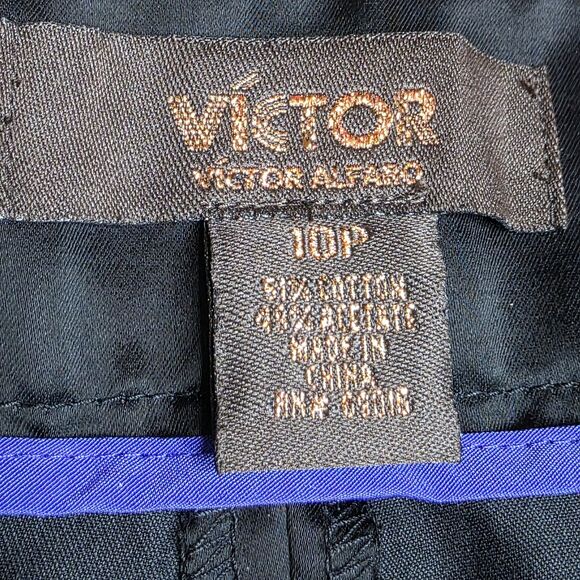 VÍCTOR
VÍCTOR ALFARO
10P
51% COTTON
49% ACETATE
MADE IN
CHINA